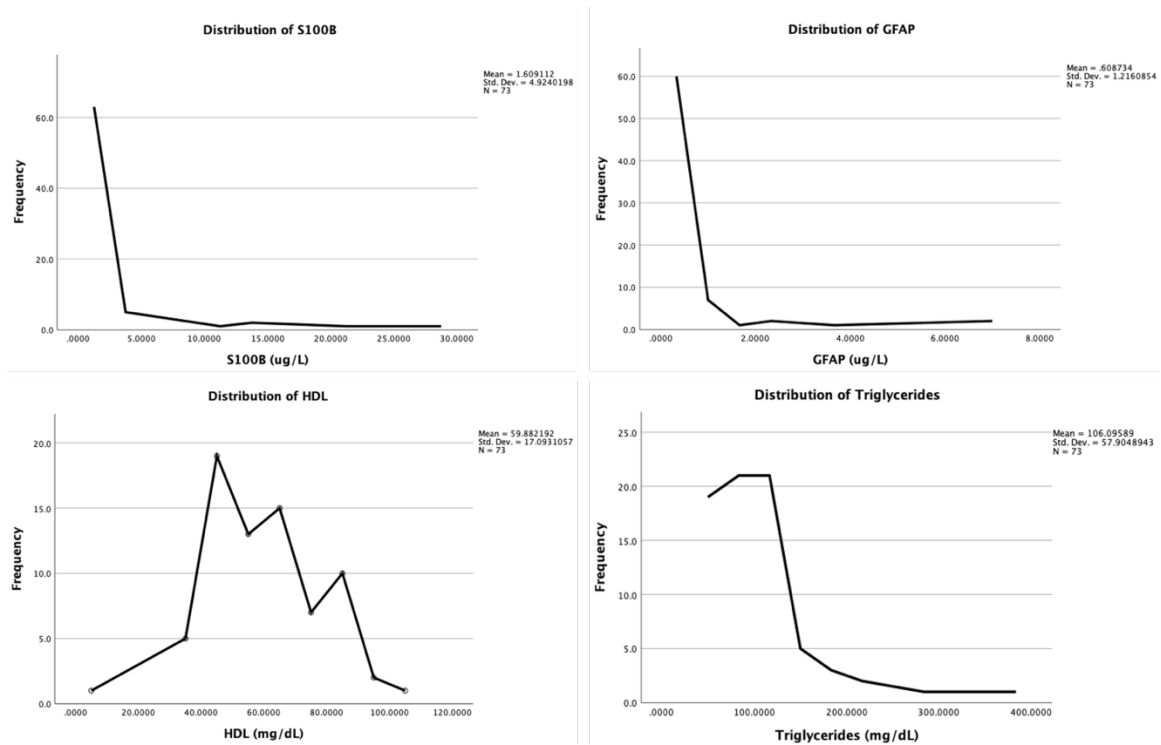 Distribution of S100B
Mean = 1.609112
Std. Dev. = 4.9240198
N = 73
60.0
40.0
20.0
0.0
Frequency
.0000 5.0000 10.0000 15.0000 20.0000 25.0000 30.0000
S100B (ug/L)
Distribution of GFAP
Mean = .608734
Std. Dev. = 1.2160854
N = 73
60.0
50.0
40.0
30.0
20.0
10.0
0.0
Frequency
.0000 2.0000 4.0000 6.0000 8.0000
GFAP (ug/L)
Distribution of HDL
Mean = 59.882192
Std. Dev. = 17.0931057
N = 73
20.0
15.0
10.0
5.0
0.0
Frequency
.0000 20.0000 40.0000 60.0000 80.0000 100.0000 120.0000
HDL (mg/dL)
Distribution of Triglycerides
Mean = 106.09589
Std. Dev. = 57.9048943
N = 73
25.0
20.0
15.0
10.0
5.0
0.0
Frequency
.0000 100.0000 200.0000 300.0000 400.0000
Triglycerides (mg/dL)